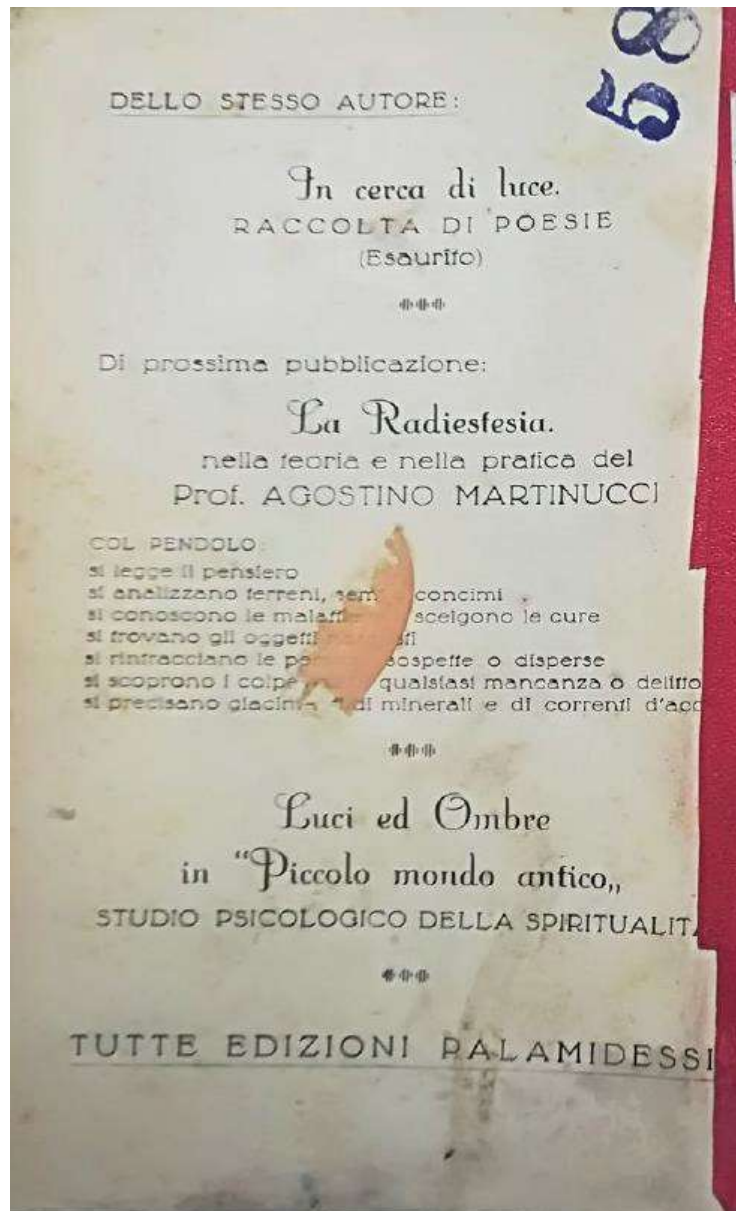 58
DELLO STESSO AUTORE:
In cerca di luce.
RACCOLTA DI POESIE
(Esaurito)
Di prossima pubblicazione:
La Radiestesia.
nella teoria e nella pratica del
Prof. AGOSTINO MARTINUCCI
COL PENDOLO:
si legge il pensiero
si analizzano terreni, concimi
si conoscono le scelgono le cure
si trovano gli oggetti
si rintracciano le sospette o disperse
si scoprono i qualsiasi mancanza o delitto
si precisano di minerali e di correnti
Luci ed Ombre
in "Piccolo mondo antico„
STUDIO PSICOLOGICO DELLA
TUTTE EDIZIONI PALAMIDESSI